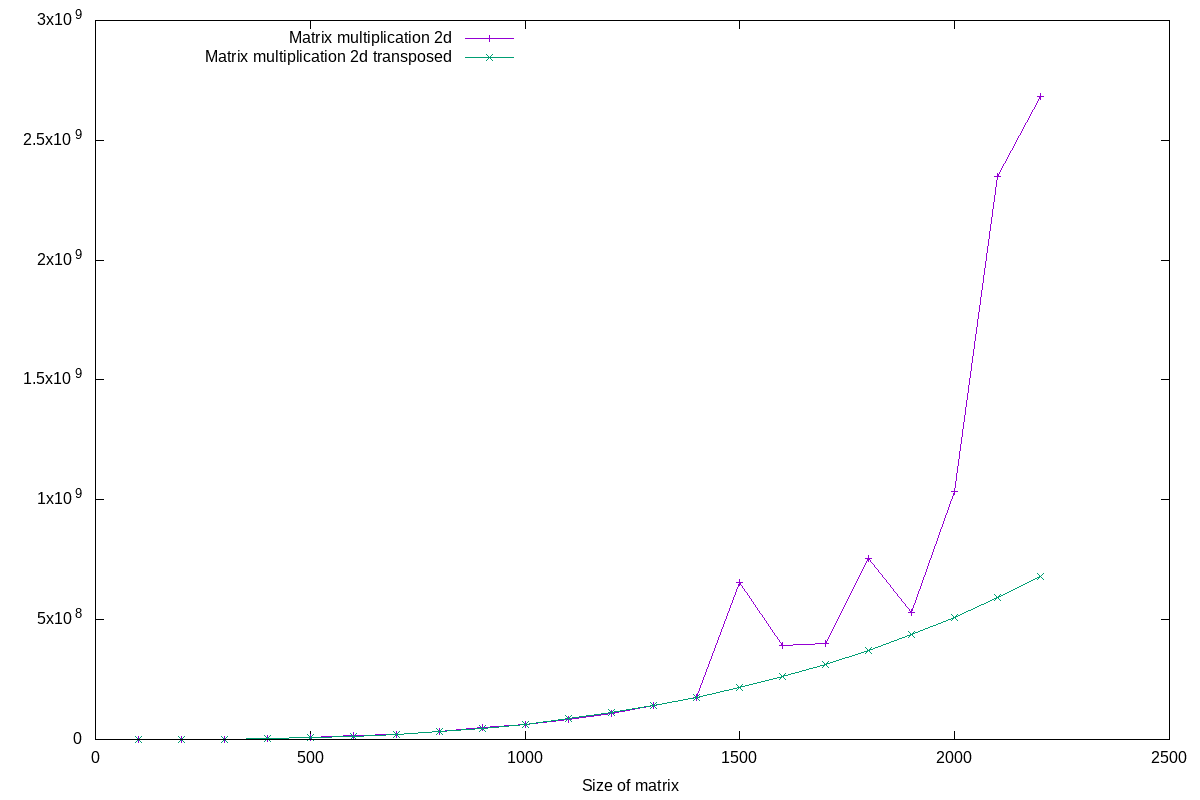 3x10^9
Matrix multiplication 2d
Matrix multiplication 2d transposed
2.5x10^9
2x10^9
1.5x10^9
1x10^9
5x10^8
0
0 500 1000 1500 2000 2500
Size of matrix